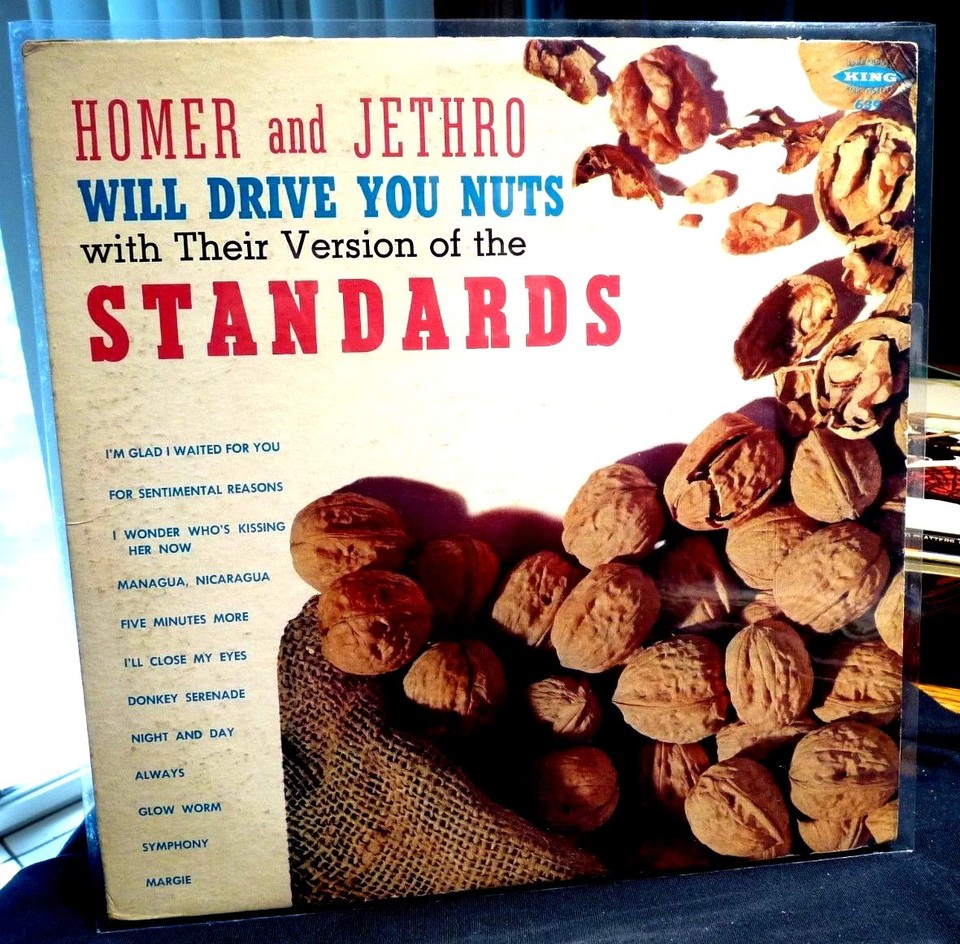 HOMER and JETHRO
WILL DRIVE YOU NUTS
with Their Version of the
STANDARDS
KING
639
I'M GLAD I WAITED FOR YOU
FOR SENTIMENTAL REASONS
I WONDER WHO'S KISSING
HER NOW
MANAGUA, NICARAGUA
FIVE MINUTES MORE
I'LL CLOSE MY EYES
DONKEY SERENADE
NIGHT AND DAY
ALWAYS
GLOW WORM
SYMPHONY
MARGIE
PLATTERS